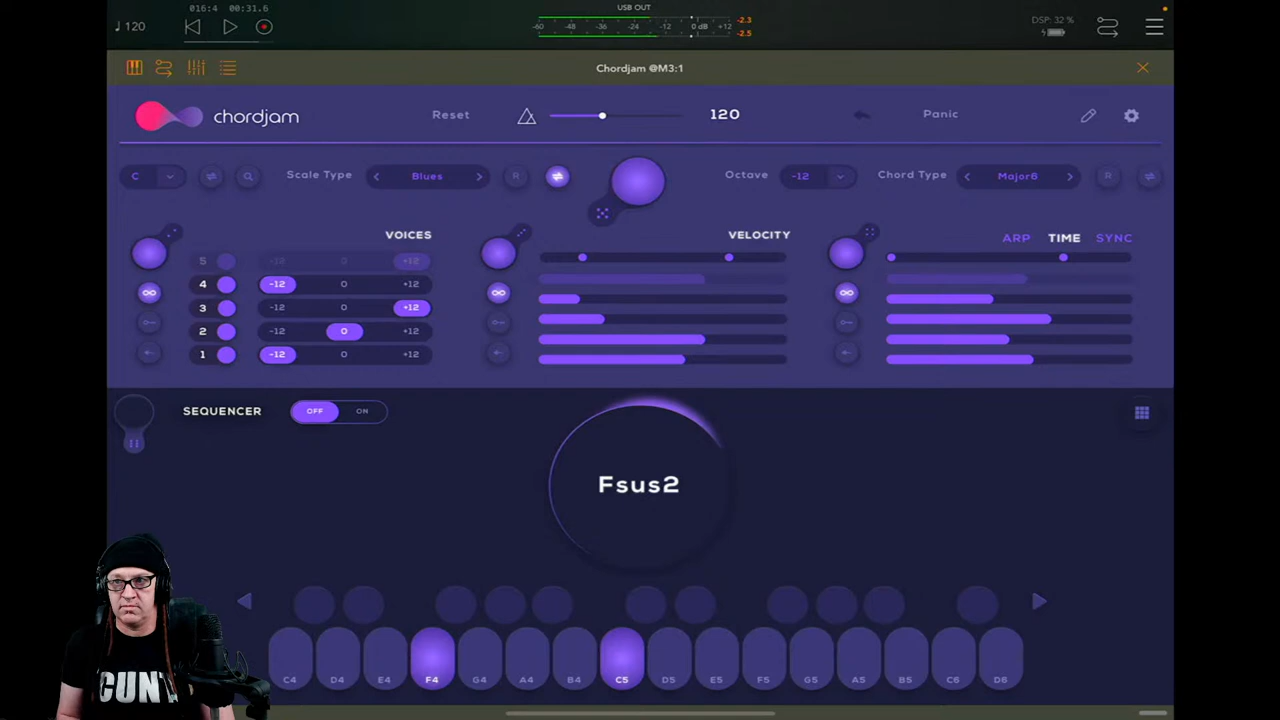 016:4 00:31.6
USB OUT
120
-60 -48 -36 -24 -12 0 dB +12
-2.3
-2.5
DSP: 32 %
Chordjam @M3:1
chordjam
Reset
120
Panic
C
Scale Type
Blues
R
Octave
-12
Chord Type
Major6
R
VOICES
VELOCITY
ARP TIME SYNC
5 -12 0 +12
4 -12 0 +12
3 -12 0 +12
2 -12 0 +12
1 -12 0 +12
SEQUENCER
OFF ON
Fsus2
C4 D4 E4 F4 G4 A4 B4 C5 D5 E5 F5 G5 A5 B5 C6 D6
CUNT